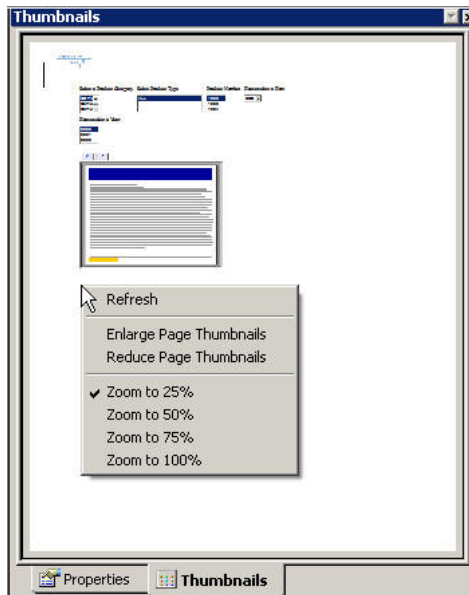 Thumbnails
Refresh
Enlarge Page Thumbnails
Reduce Page Thumbnails
Zoom to 25%
Zoom to 50%
Zoom to 75%
Zoom to 100%
Properties
Thumbnails